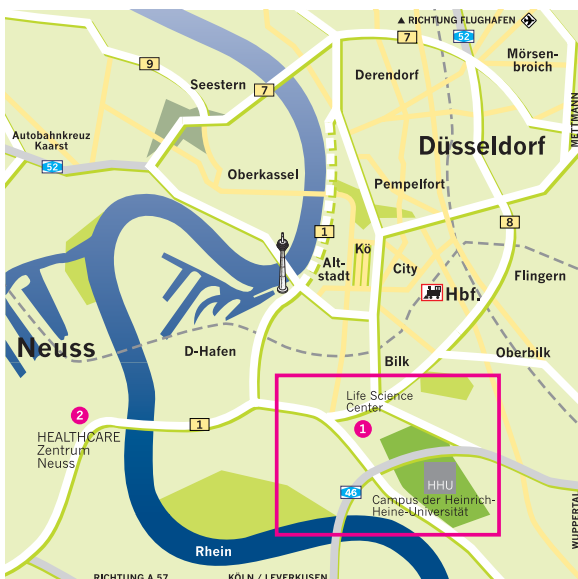 ▲ RICHTUNG FLUGHAFEN
7
52
Mörsen-
broich
9
Seestern
Derendorf
7
METTMANN
Autobahnkreuz
Kaarst
52
Düsseldorf
Oberkassel
Pempelfort
8
1
Kö
Alt-
stadt
City
Flingern
Hbf.
Neuss
D-Hafen
Bilk
Oberbilk
Life Science
Center
1
2
1
HEALTHCARE
Zentrum
Neuss
HHU
46
Campus der Heinrich-
Heine-Universität
WUPPERTAL
Rhein
RICHTUNG A 57
KÖLN / LEVERKUSEN